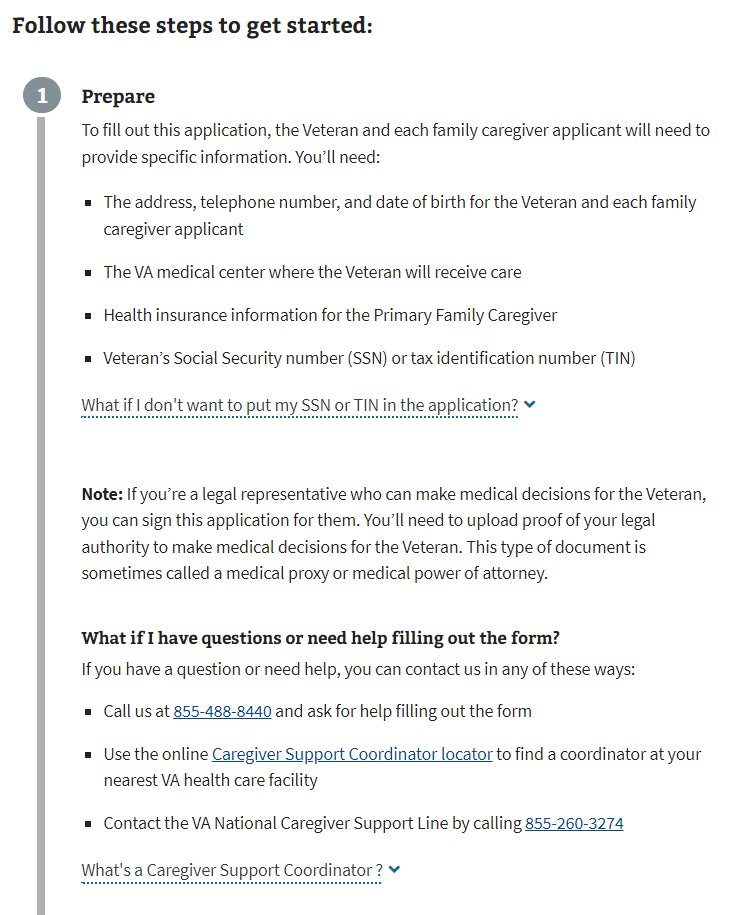 Follow these steps to get started:
1
Prepare
To fill out this application, the Veteran and each family caregiver applicant will need to
provide specific information. You’ll need:
The address, telephone number, and date of birth for the Veteran and each family
caregiver applicant
The VA medical center where the Veteran will receive care
Health insurance information for the Primary Family Caregiver
Veteran’s Social Security number (SSN) or tax identification number (TIN)
What if I don't want to put my SSN or TIN in the application?
Note: If you’re a legal representative who can make medical decisions for the Veteran,
you can sign this application for them. You’ll need to upload proof of your legal
authority to make medical decisions for the Veteran. This type of document is
sometimes called a medical proxy or medical power of attorney.
What if I have questions or need help filling out the form?
If you have a question or need help, you can contact us in any of these ways:
Call us at 855-488-8440 and ask for help filling out the form
Use the online Caregiver Support Coordinator locator to find a coordinator at your
nearest VA health care facility
Contact the VA National Caregiver Support Line by calling 855-260-3274
What's a Caregiver Support Coordinator ?